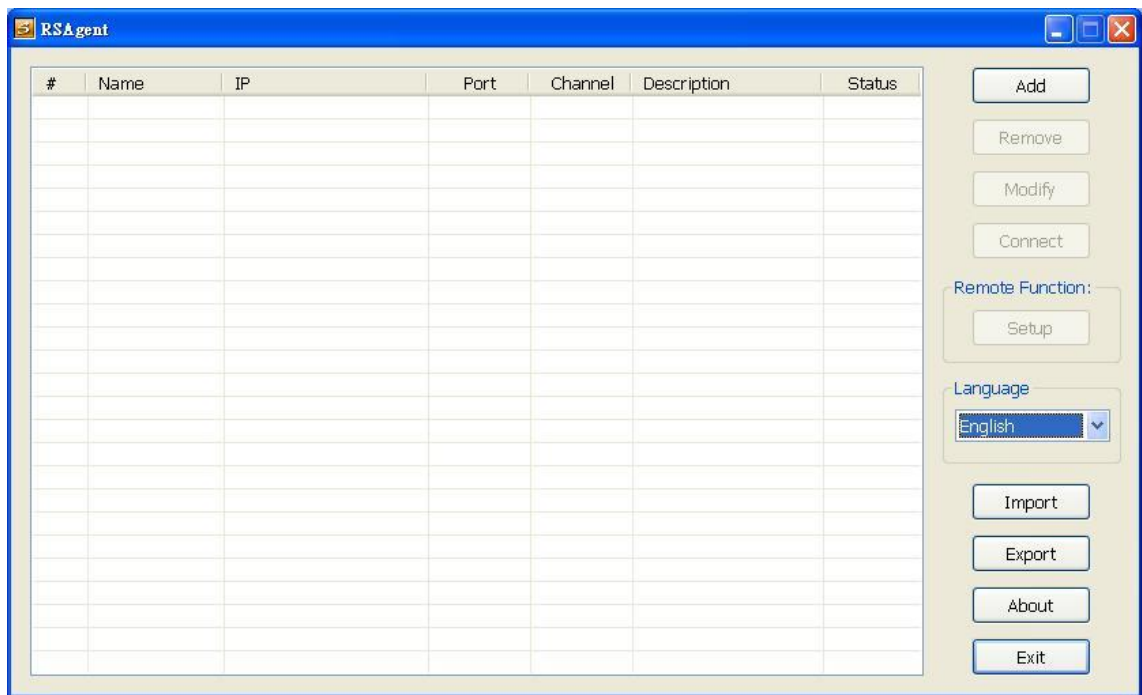 RSAgent
# Name IP Port Channel Description Status
Add
Remove
Modify
Connect
Remote Function:
Setup
Language
English
Import
Export
About
Exit